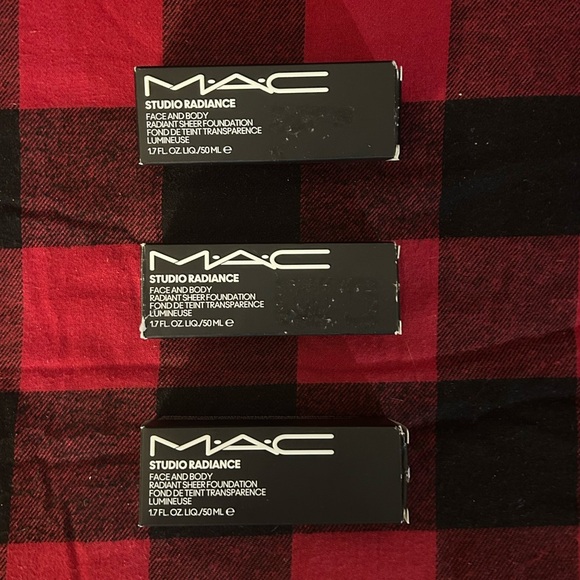 M·A·C
STUDIO RADIANCE
FACE AND BODY
RADIANT SHEER FOUNDATION
FOND DE TEINT TRANSPARENCE
LUMINEUSE
1.7 FL. OZ. LIQ./50 ML ℮
M·A·C
STUDIO RADIANCE
FACE AND BODY
RADIANT SHEER FOUNDATION
FOND DE TEINT TRANSPARENCE
LUMINEUSE
1.7 FL. OZ. LIQ./50 ML ℮
M·A·C
STUDIO RADIANCE
FACE AND BODY
RADIANT SHEER FOUNDATION
FOND DE TEINT TRANSPARENCE
LUMINEUSE
1.7 FL. OZ. LIQ./50 ML ℮